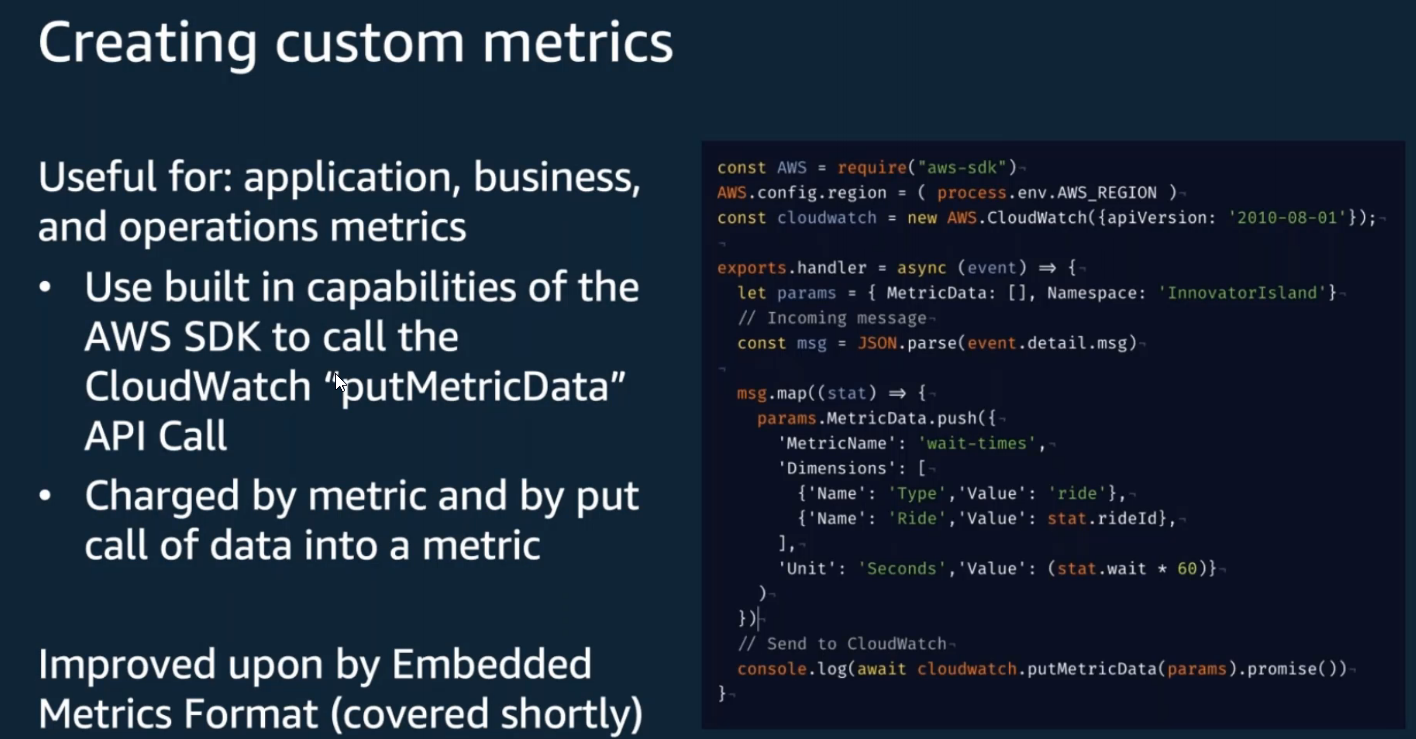 Creating custom metrics
Useful for: application, business,
and operations metrics
• Use built in capabilities of the
AWS SDK to call the
CloudWatch “putMetricData”
API Call
• Charged by metric and by put
call of data into a metric
Improved upon by Embedded
Metrics Format (covered shortly)
const AWS = require("aws-sdk")¬
AWS.config.region = ( process.env.AWS_REGION )¬
const cloudwatch = new AWS.CloudWatch({apiVersion: '2010-08-01'});¬
¬
exports.handler = async (event) => {¬
  let params = { MetricData: [], Namespace: 'InnovatorIsland'}¬
  // Incoming message¬
  const msg = JSON.parse(event.detail.msg)¬
¬
  msg.map((stat) => {¬
    params.MetricData.push({¬
      'MetricName': 'wait-times',¬
      'Dimensions': [¬
        {'Name': 'Type','Value': 'ride'},¬
        {'Name': 'Ride','Value': stat.rideId},¬
      ],¬
      'Unit': 'Seconds','Value': (stat.wait * 60)}¬
    )¬
  })¬
  // Send to CloudWatch¬
  console.log(await cloudwatch.putMetricData(params).promise())¬
}¬